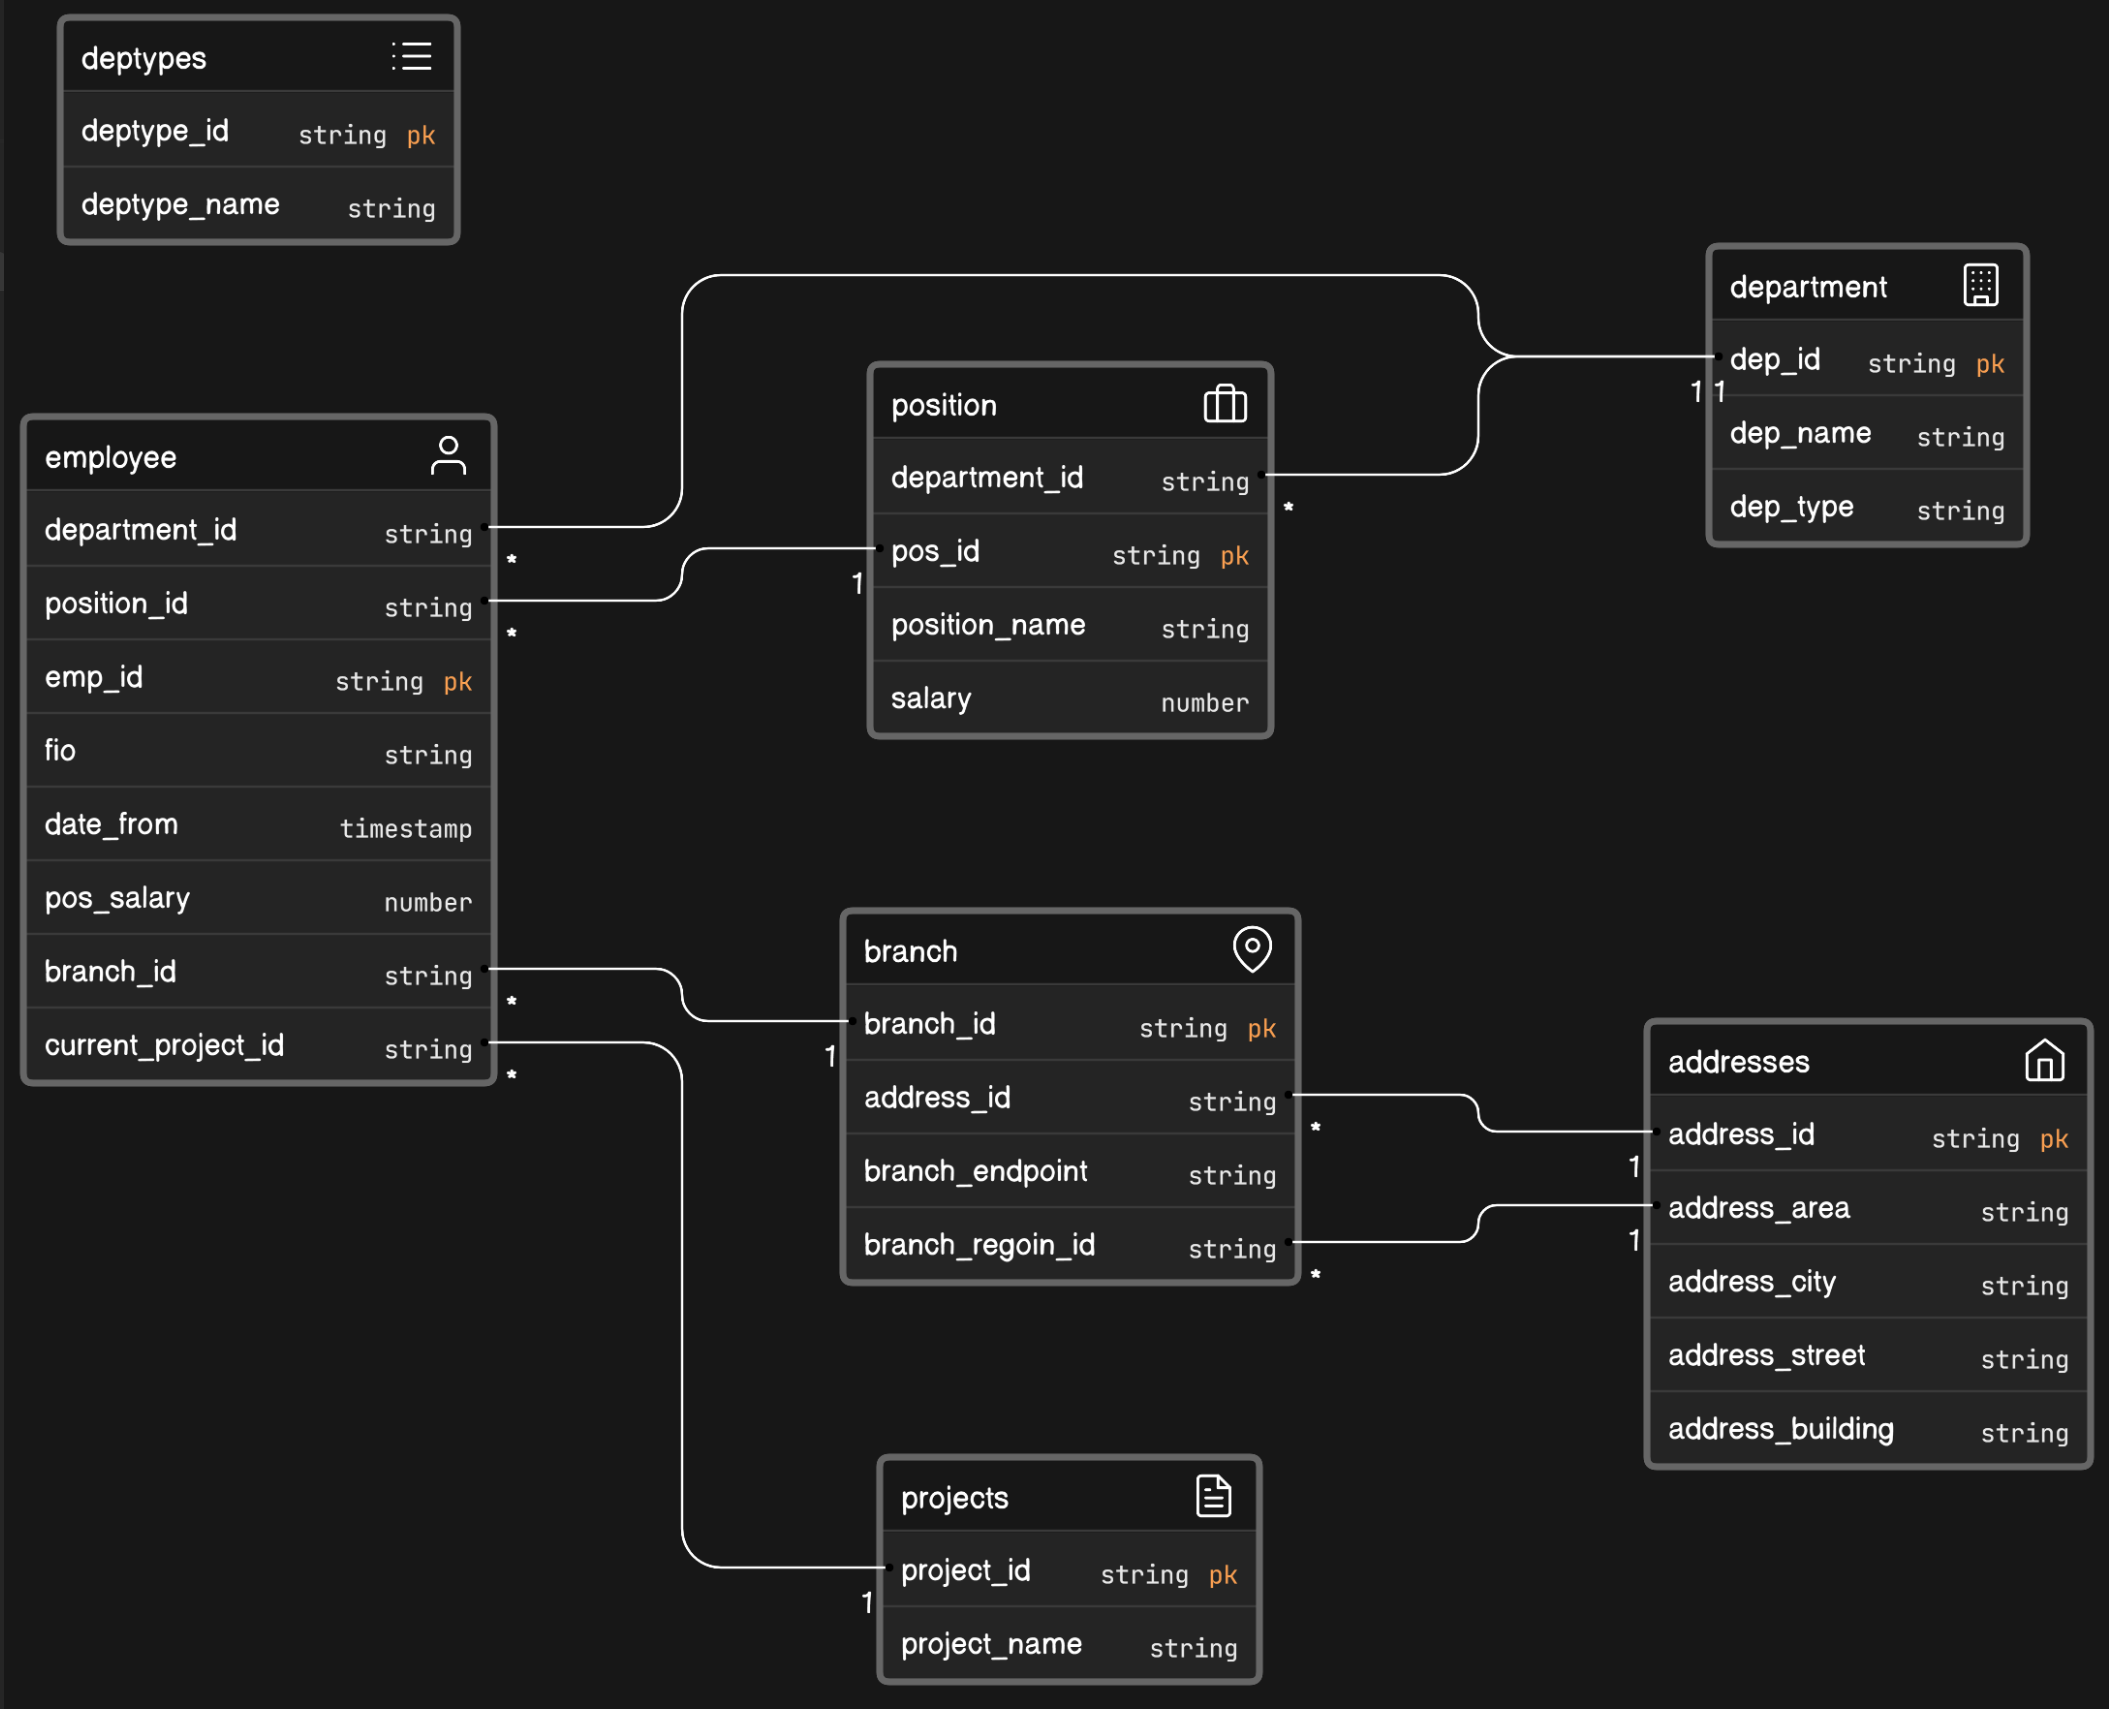 deptypes
deptype_id string pk
deptype_name string
employee
department_id string
*
position_id string
*
emp_id string pk
fio string
date_from timestamp
pos_salary number
branch_id string
*
current_project_id string
*
position
department_id string
*
pos_id string pk
1
position_name string
salary number
department
dep_id string pk
1 1
dep_name string
dep_type string
branch
branch_id string pk
1
address_id string
*
branch_endpoint string
branch_regoin_id string
*
addresses
address_id string pk
1
address_area string
1
address_city string
address_street string
address_building string
projects
project_id string pk
1
project_name string